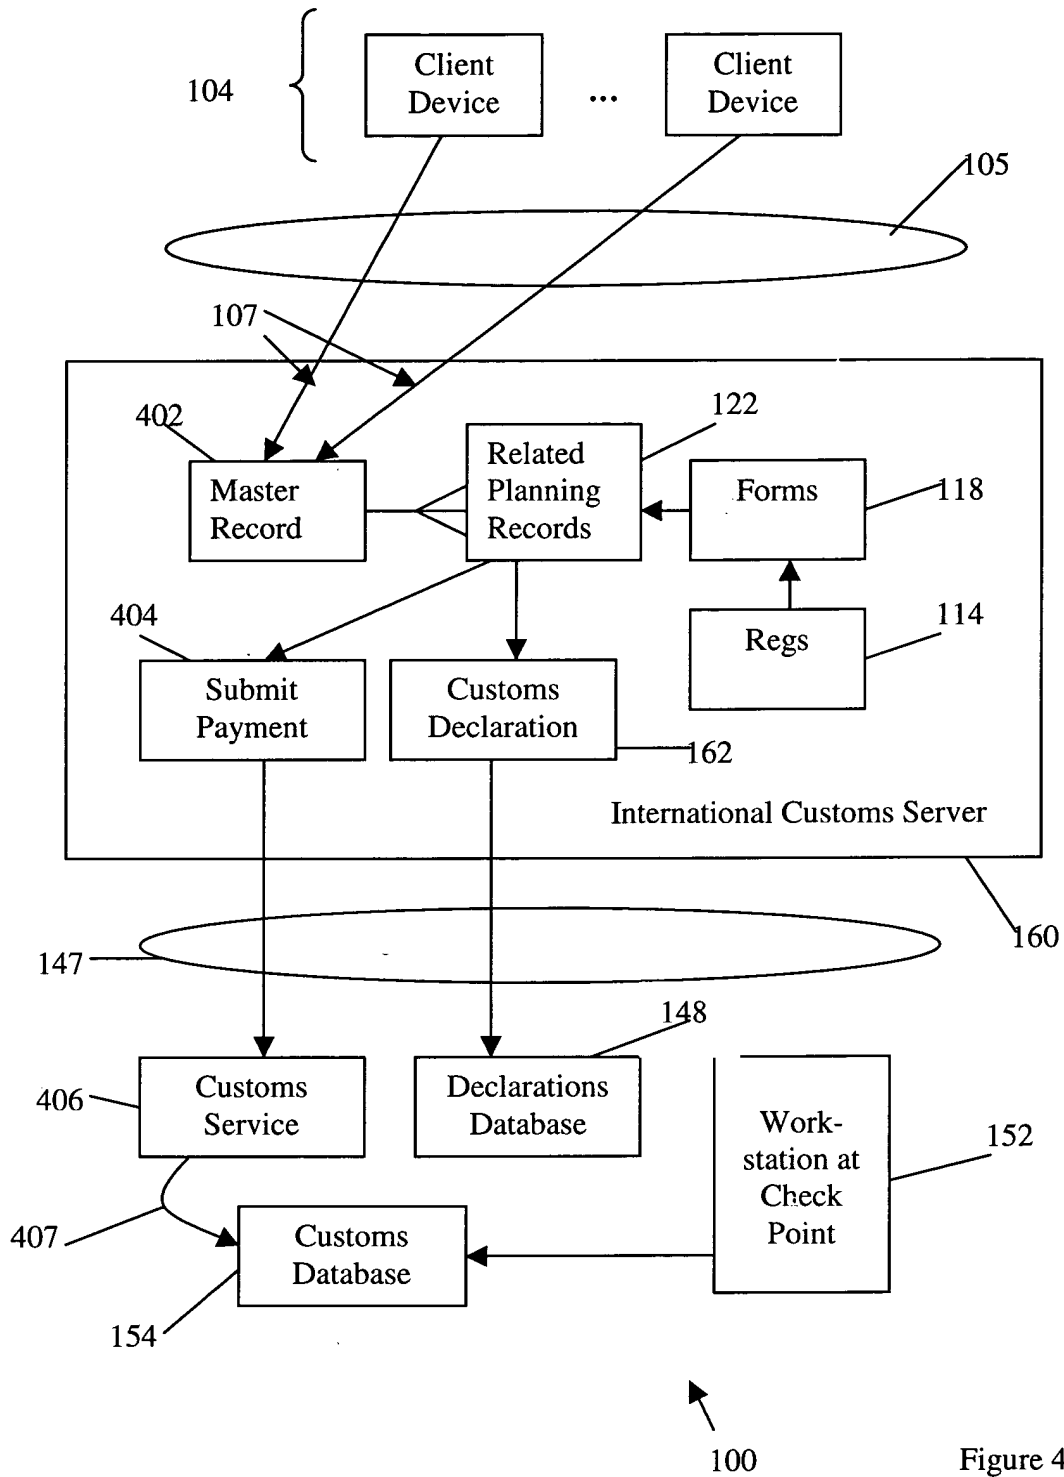 104
Client
Device
...
Client
Device
105
107
402
122
Master
Record
Related
Planning
Records
Forms
118
404
114
Regs
Submit
Payment
Customs
Declaration
162
International Customs Server
160
147
148
406
Customs
Service
Declarations
Database
Work-
station at
Check
Point
152
407
Customs
Database
154
100
Figure 4